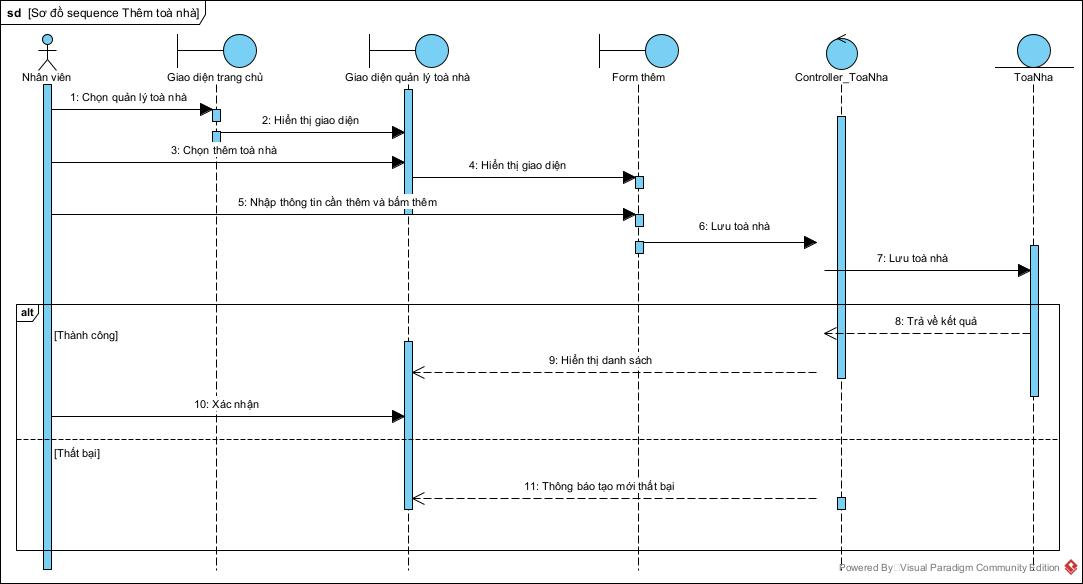 sd [Sơ đồ sequence Thêm toà nhà]
Nhân viên
Giao diện trang chủ
Giao diện quản lý toà nhà
Form thêm
Controller_ToaNha
ToaNha
1: Chọn quản lý toà nhà
2: Hiển thị giao diện
3: Chọn thêm toà nhà
4: Hiển thị giao diện
5: Nhập thông tin cần thêm và bấm thêm
6: Lưu toà nhà
7: Lưu toà nhà
alt
8: Trả về kết quả
[Thành công]
9: Hiển thị danh sách
10: Xác nhận
[Thất bại]
11: Thông báo tạo mới thất bại
Powered By Visual Paradigm Community Edition